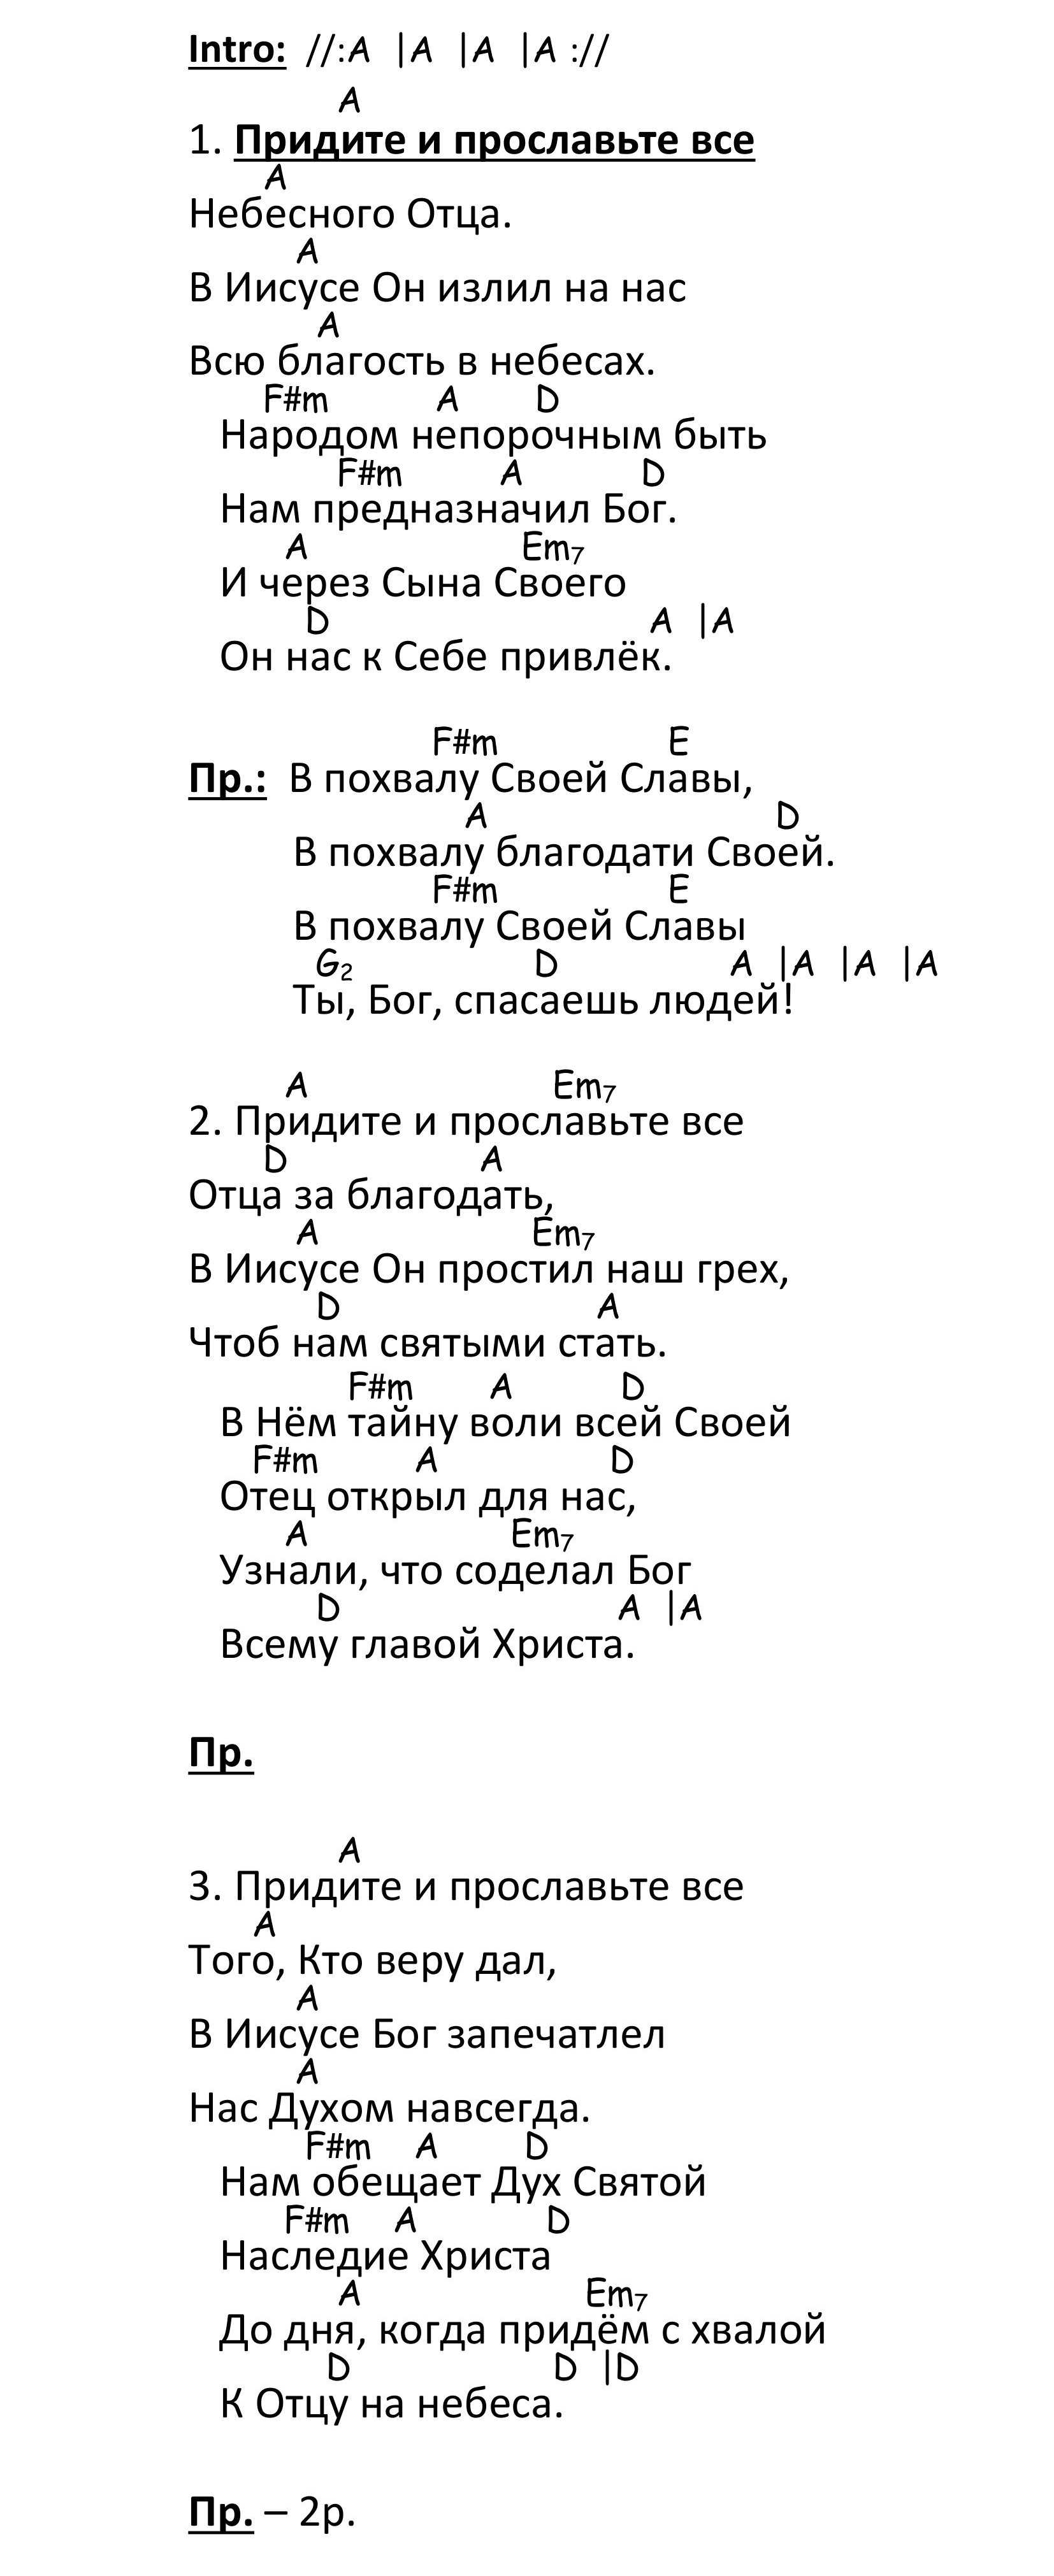 Intro: //:A |A |A |A ://
A
1. Придите и прославьте все
A
Небесного Отца.
A
В Иисусе Он излил на нас
A
Всю благость в небесах.
F#m A D
Народом непорочным быть
F#m A D
Нам предназначил Бог.
A Em7
И через Сына Своего
D A |A
Он нас к Себе привлёк.
F#m E
Пр.: В похвалу Своей Славы,
A D
В похвалу благодати Своей.
F#m E
В похвалу Своей Славы
G2 D A |A |A |A
Ты, Бог, спасаешь людей!
A Em7
2. Придите и прославьте все
D A
Отца за благодать,
A Em7
В Иисусе Он простил наш грех,
D A
Чтоб нам святыми стать.
F#m A D
В Нём тайну воли всей Своей
F#m A D
Отец открыл для нас,
A Em7
Узнали, что соделал Бог
D A |A
Всему главой Христа.
Пр.
A
3. Придите и прославьте все
A
Того, Кто веру дал,
A
В Иисусе Бог запечатлел
A
Нас Духом навсегда.
F#m A D
Нам обещает Дух Святой
F#m A D
Наследие Христа
A Em7
До дня, когда придём с хвалой
D D |D
К Отцу на небеса.
Пр. – 2р.